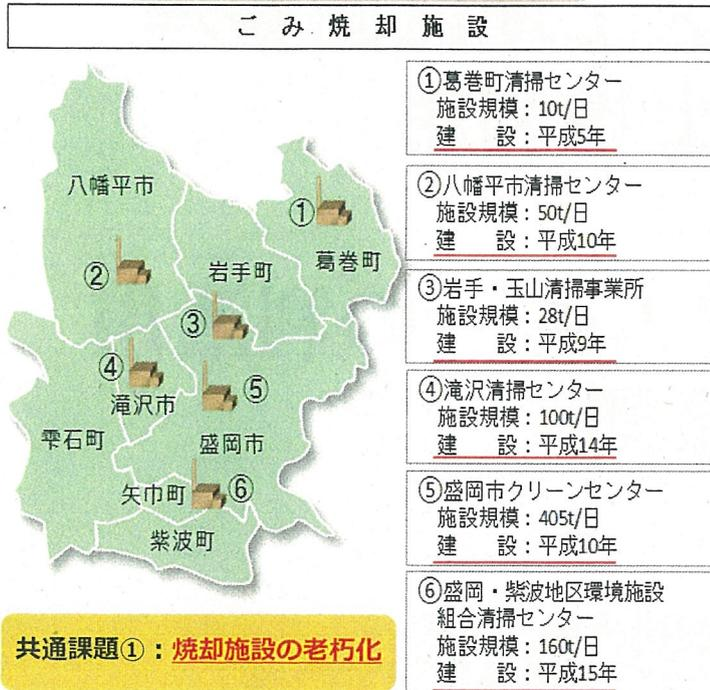 ごみ焼却施設
八幡平市
①
葛巻町
②
岩手町
③
④
滝沢市
⑤
雫石町
盛岡市
矢巾町
⑥
紫波町
共通課題①：焼却施設の老朽化
①葛巻町清掃センター
施設規模：10t/日
建　　設：平成5年
②八幡平市清掃センター
施設規模：50t/日
建　　設：平成10年
③岩手・玉山清掃事業所
施設規模：28t/日
建　　設：平成9年
④滝沢清掃センター
施設規模：100t/日
建　　設：平成14年
⑤盛岡市クリーンセンター
施設規模：405t/日
建　　設：平成10年
⑥盛岡・紫波地区環境施設
組合清掃センター
施設規模：160t/日
建　　設：平成15年